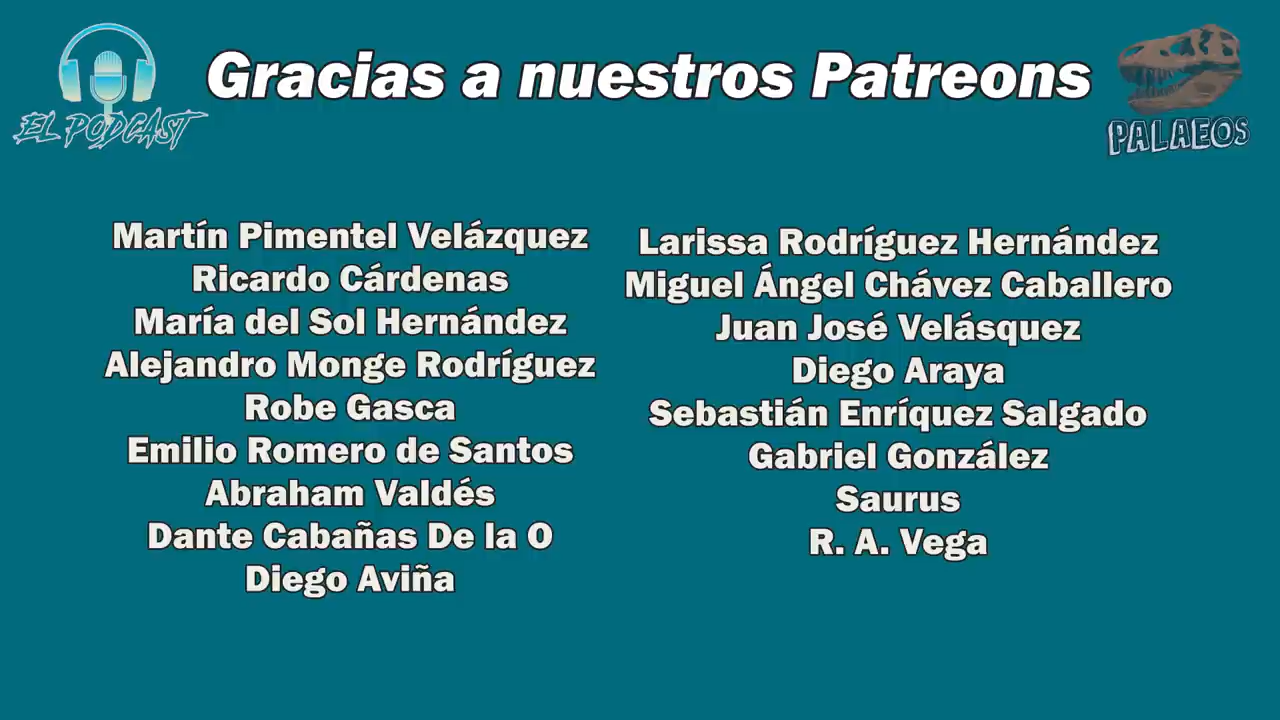 Gracias a nuestros Patreons
EL PODCAST
PALAEOS
Martín Pimentel Velázquez
Ricardo Cárdenas
María del Sol Hernández
Alejandro Monge Rodríguez
Robe Gasca
Emilio Romero de Santos
Abraham Valdés
Dante Cabañas De la O
Diego Aviña
Larissa Rodríguez Hernández
Miguel Ángel Chávez Caballero
Juan José Velásquez
Diego Araya
Sebastián Enríquez Salgado
Gabriel González
Saurus
R. A. Vega